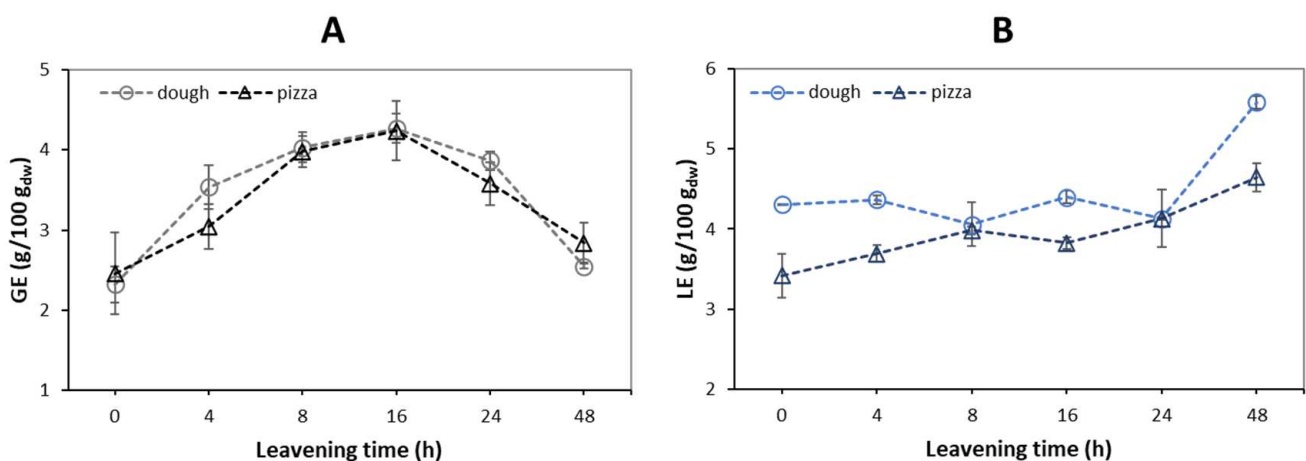 A
5
4
3
2
1
GE (g/100 gdw)
dough
pizza
0 4 8 16 24 48
Leavening time (h)
B
6
5
4
3
2
LE (g/100 gdw)
dough
pizza
0 4 8 16 24 48
Leavening time (h)